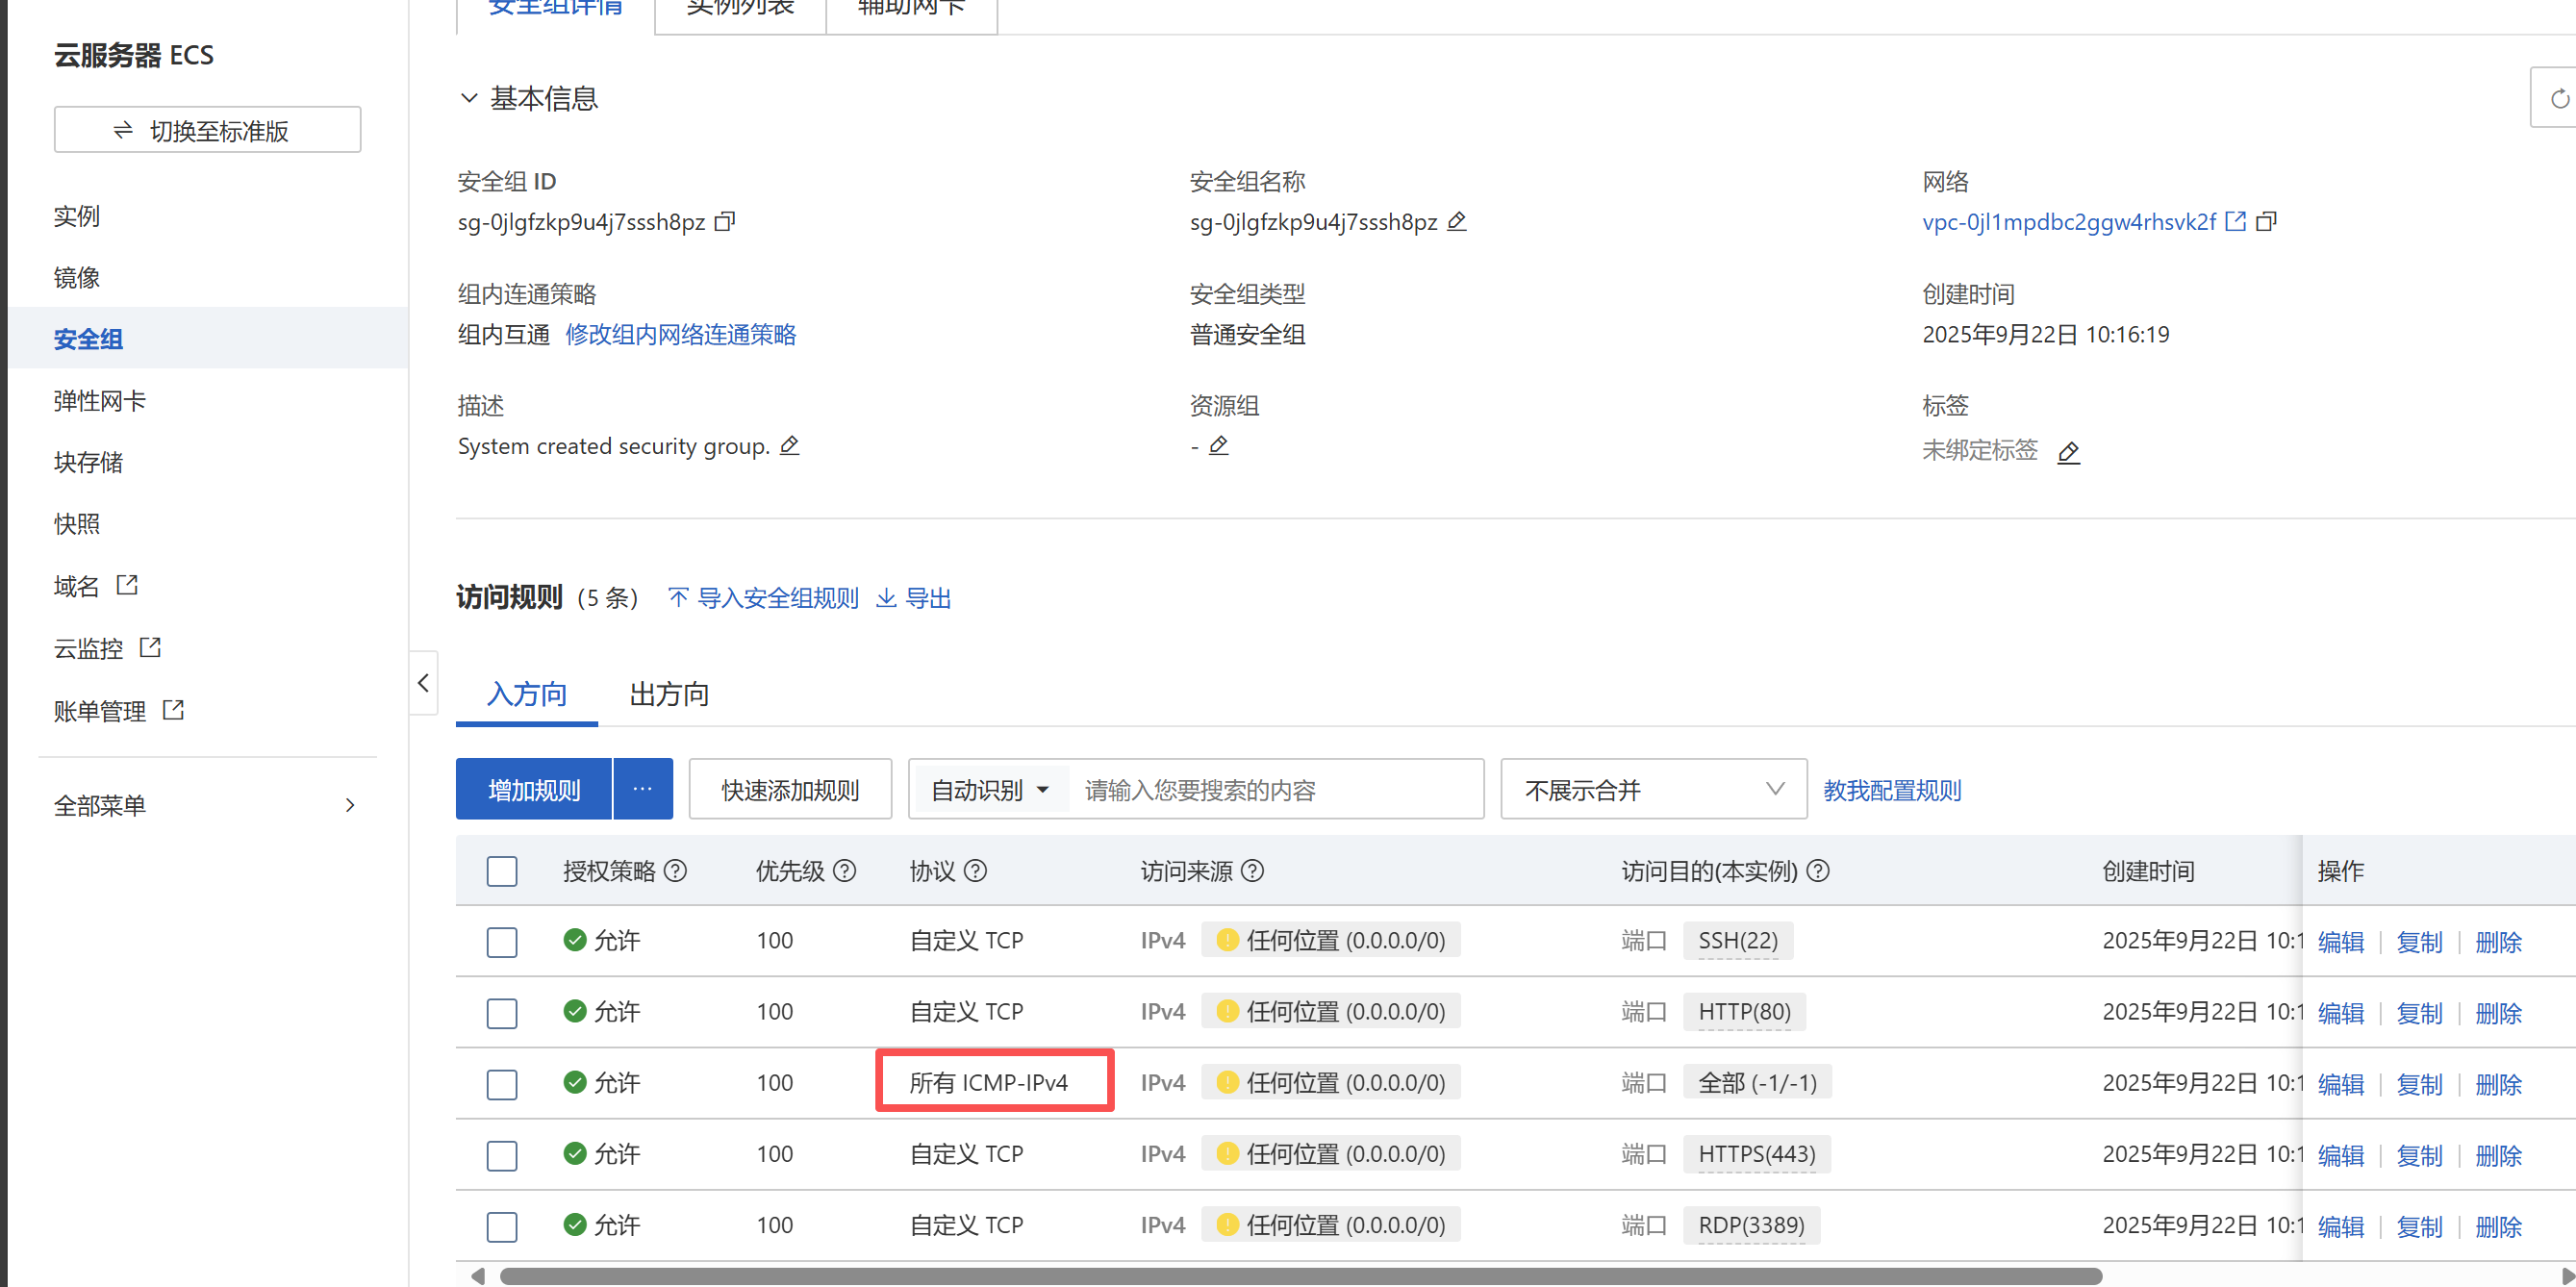 安全组详情 实例列表 辅助网卡
云服务器 ECS
切换至标准版
实例
镜像
安全组
弹性网卡
块存储
快照
域名
云监控
账单管理
全部菜单
基本信息
安全组 ID 安全组名称 网络
sg-0jlgfzkp9u4j7sssh8pz sg-0jlgfzkp9u4j7sssh8pz vpc-0jl1mpdbc2ggw4rhsvk2f
组内连通策略 安全组类型 创建时间
组内互通 修改组内网络连通策略 普通安全组 2025年9月22日 10:16:19
描述 资源组 标签
System created security group. - 未绑定标签
访问规则（5 条） 导入安全组规则 导出
入方向 出方向
增加规则 ··· 快速添加规则 自动识别 请输入您要搜索的内容 不展示合并 教我配置规则
授权策略 优先级 协议 访问来源 访问目的(本实例) 创建时间 操作
允许 100 自定义 TCP IPv4 任何位置 (0.0.0.0/0) 端口 SSH(22) 2025年9月22日 10:1 编辑 复制 删除
允许 100 自定义 TCP IPv4 任何位置 (0.0.0.0/0) 端口 HTTP(80) 2025年9月22日 10:1 编辑 复制 删除
允许 100 所有 ICMP-IPv4 IPv4 任何位置 (0.0.0.0/0) 端口 全部 (-1/-1) 2025年9月22日 10:1 编辑 复制 删除
允许 100 自定义 TCP IPv4 任何位置 (0.0.0.0/0) 端口 HTTPS(443) 2025年9月22日 10:1 编辑 复制 删除
允许 100 自定义 TCP IPv4 任何位置 (0.0.0.0/0) 端口 RDP(3389) 2025年9月22日 10:1 编辑 复制 删除